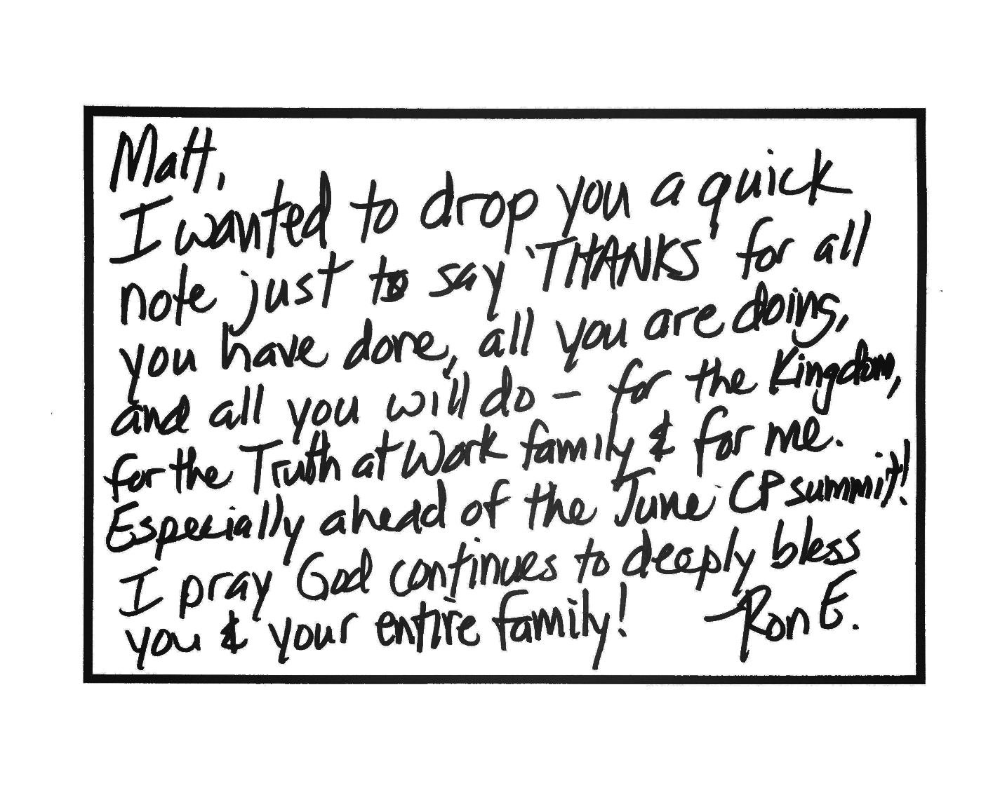 Matt,
I wanted to drop you a quick
note just to say 'THANKS for all
you have done, all you are doing,
and all you will do – for the Kingdom,
for the Truth at Work family & for me.
Especially ahead of the June CP summit!
I pray God continues to deeply bless
you & your entire family! - Ron E.